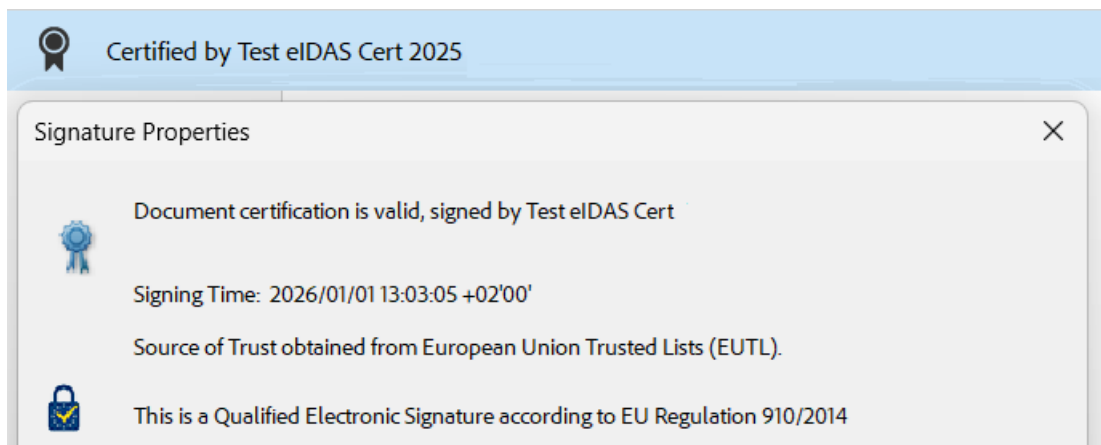 Certified by Test eIDAS Cert 2025
Signature Properties
Document certification is valid, signed by Test eIDAS Cert
Signing Time: 2026/01/01 13:03:05 +02'00'
Source of Trust obtained from European Union Trusted Lists (EUTL).
This is a Qualified Electronic Signature according to EU Regulation 910/2014